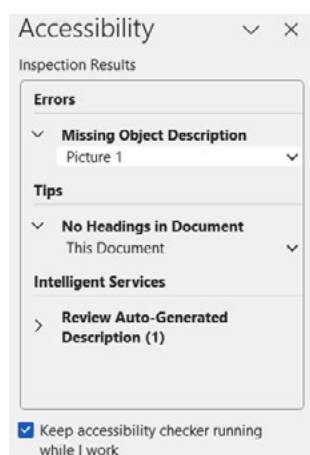 Accessibility
Inspection Results
Errors
Missing Object Description
Picture 1
Tips
No Headings in Document
This Document
Intelligent Services
Review Auto-Generated
Description (1)
Keep accessibility checker running
while I work